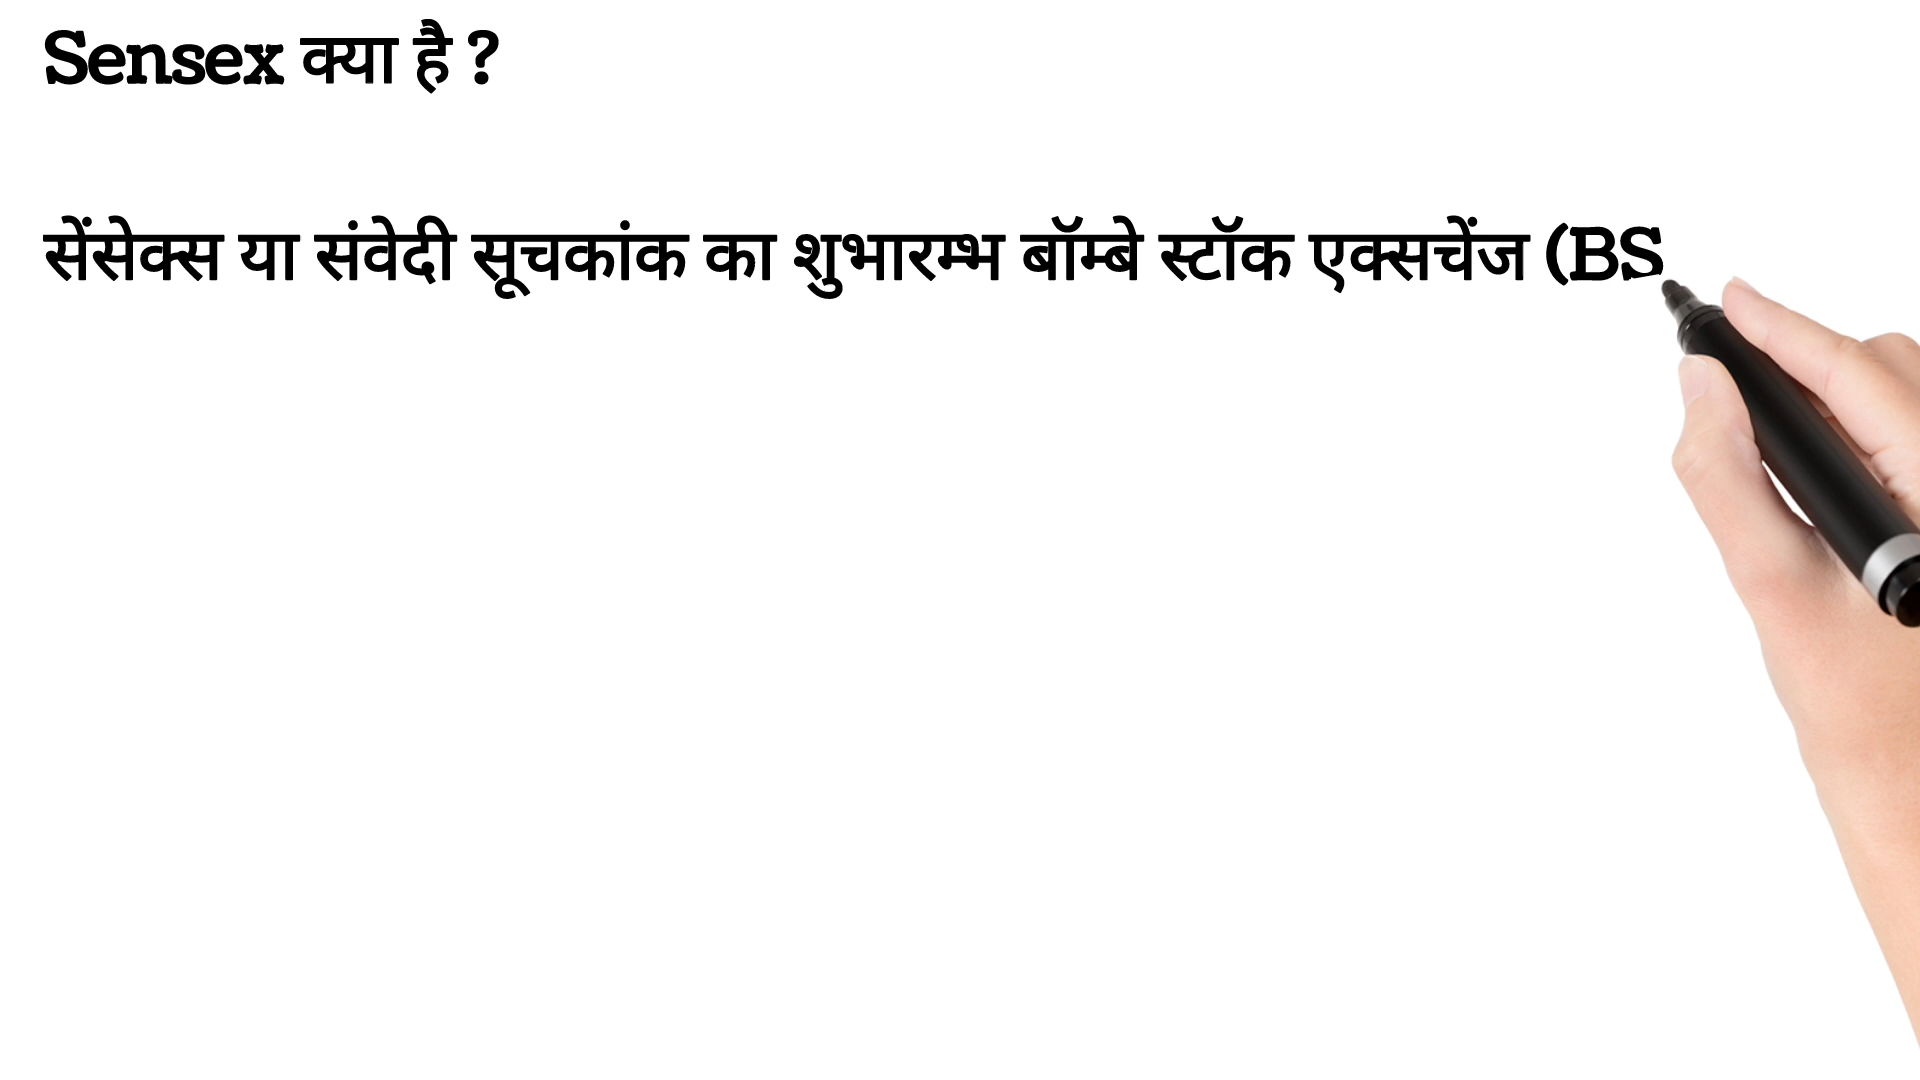 Sensex क्या है ?
सेंसेक्स या संवेदी सूचकांक का शुभारम्भ बॉम्बे स्टॉक एक्सचेंज (BS